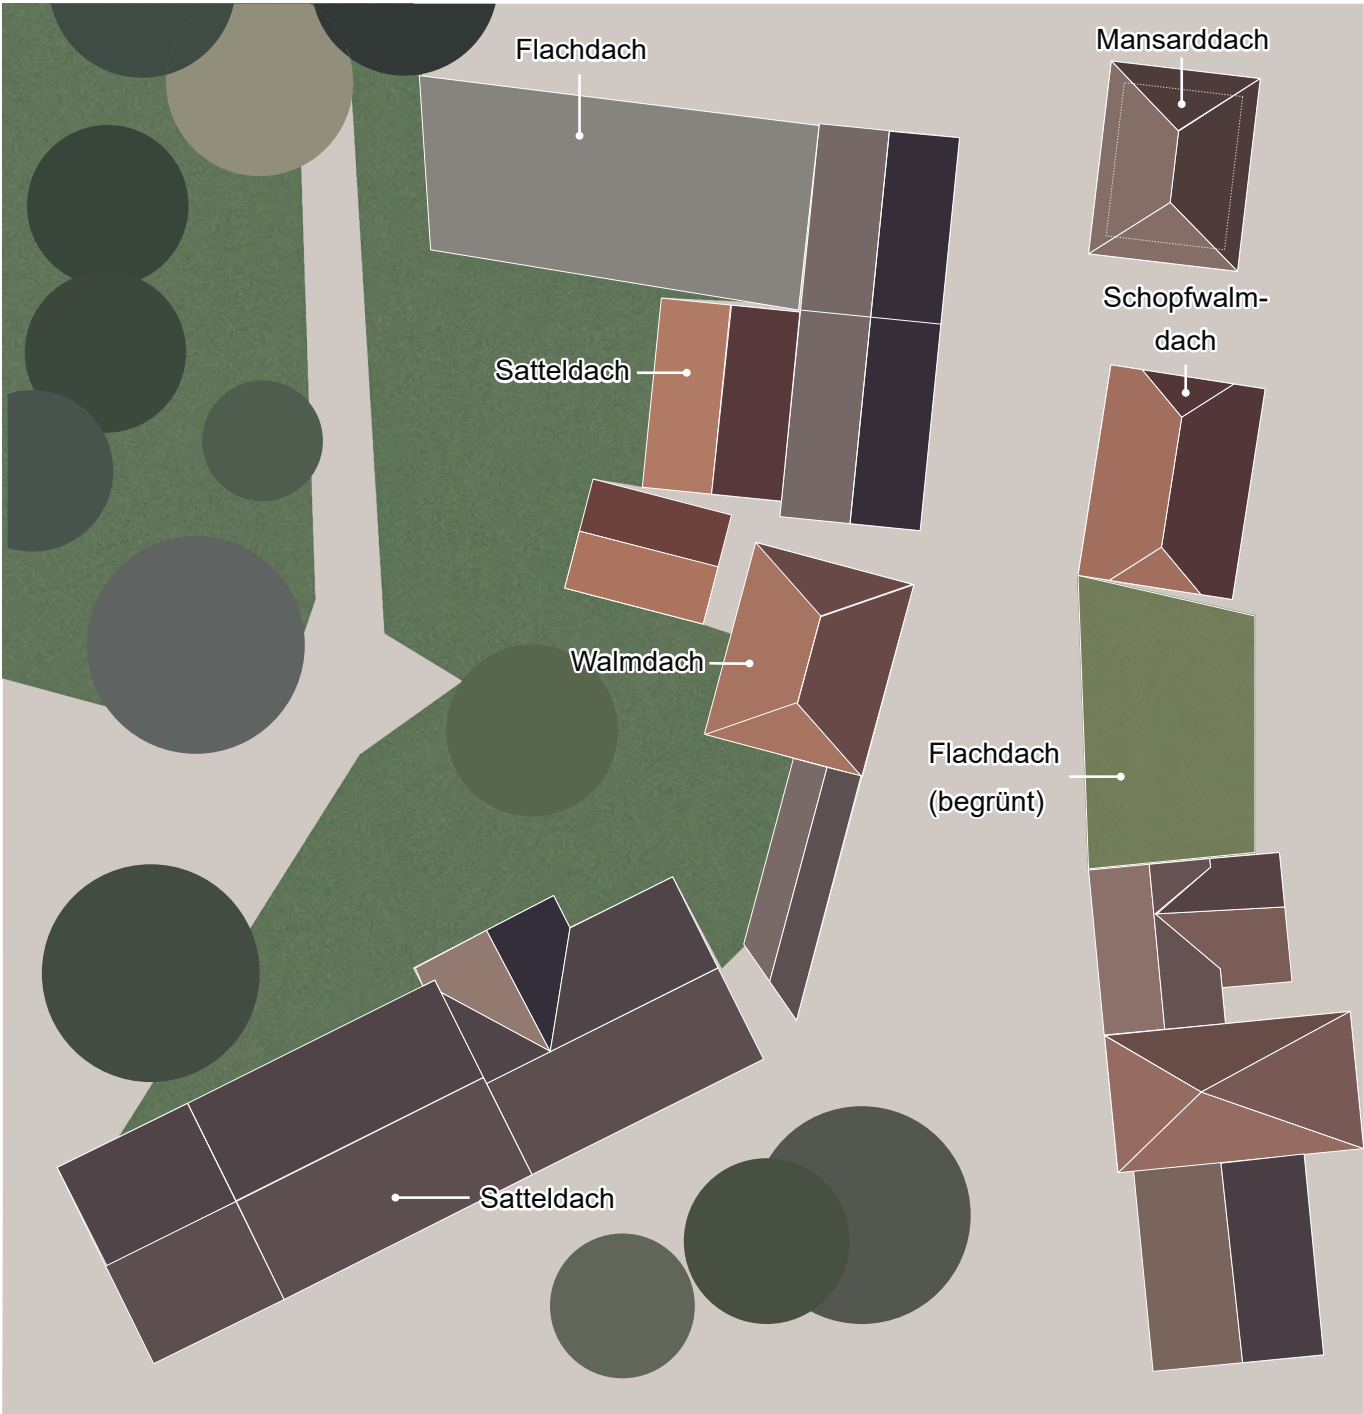 Flachdach
Mansarddach
Schopfwalm-
dach
Satteldach
Walmdach
Flachdach
(begrünt)
Satteldach